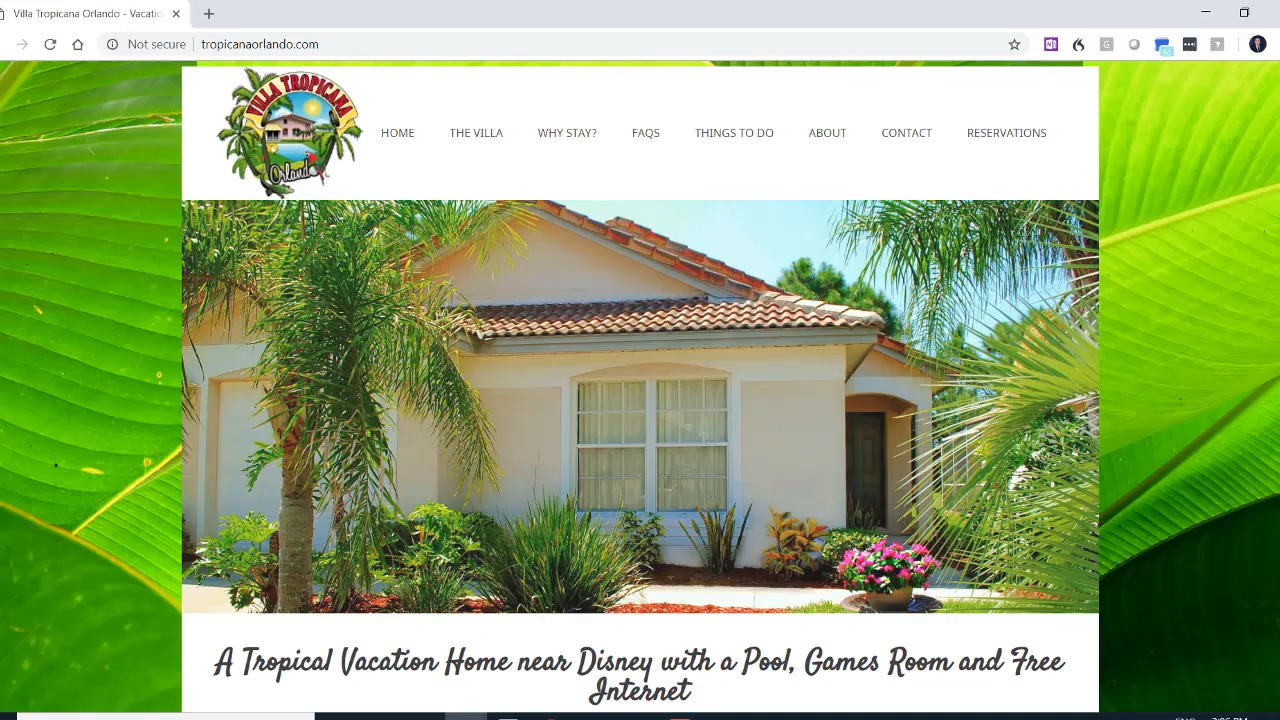 Villa Tropicana Orlando - Vacatio
Not secure
tropicanaorlando.com
VILLA TROPICANA
Orlando
HOME
THE VILLA
WHY STAY?
FAQS
THINGS TO DO
ABOUT
CONTACT
RESERVATIONS
A Tropical Vacation Home near Disney with a Pool, Games Room and Free
Internet